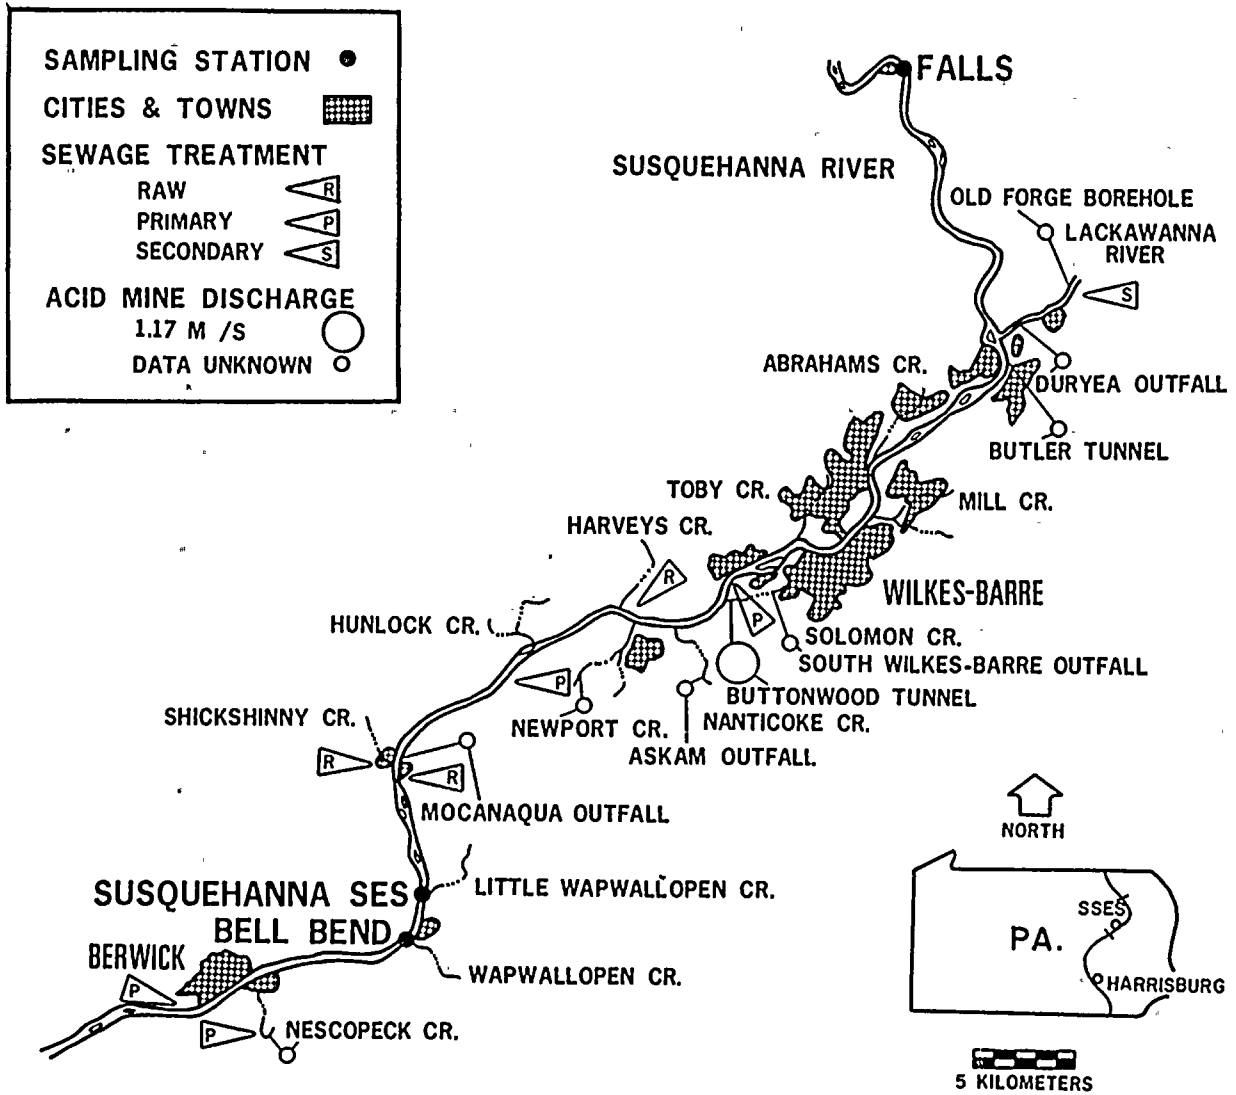 SAMPLING STATION
CITIES & TOWNS
SEWAGE TREATMENT
RAW R
PRIMARY P
SECONDARY S
ACID MINE DISCHARGE
1.17 M /S
DATA UNKNOWN
FALLS
SUSQUEHANNA RIVER
OLD FORGE BOREHOLE
LACKAWANNA
RIVER
S
ABRAHAMS CR.
DURYEA OUTFALL
BUTLER TUNNEL
TOBY CR.
MILL CR.
HARVEYS CR.
R
WILKES-BARRE
P
HUNLOCK CR.
SOLOMON CR.
SOUTH WILKES-BARRE OUTFALL
P
BUTTONWOOD TUNNEL
SHICKSHINNY CR.
NEWPORT CR.
NANTICOKE CR.
ASKAM OUTFALL
R
R
MOCANAQUA OUTFALL
NORTH
SUSQUEHANNA SES
LITTLE WAPWALLOPEN CR.
BELL BEND
SSES
PA.
BERWICK
WAPWALLOPEN CR.
HARRISBURG
P
P
NESCOPECK CR.
5 KILOMETERS